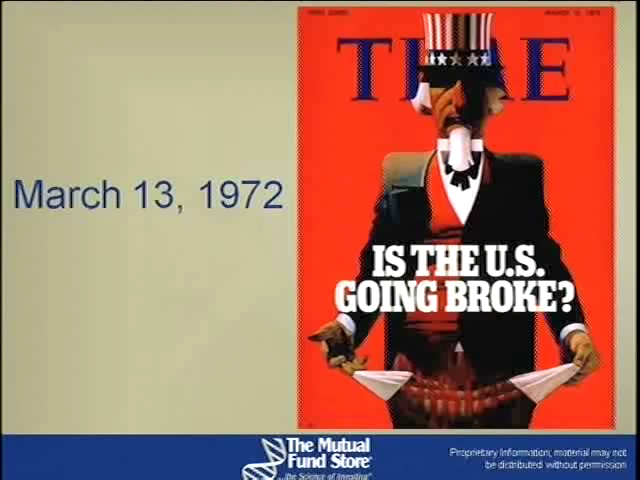 March 13, 1972
TIME
IS THE U.S.
GOING BROKE?
The Mutual
Fund Store
...the Science of Investing
Proprietary Information, material may not
be distributed without permission